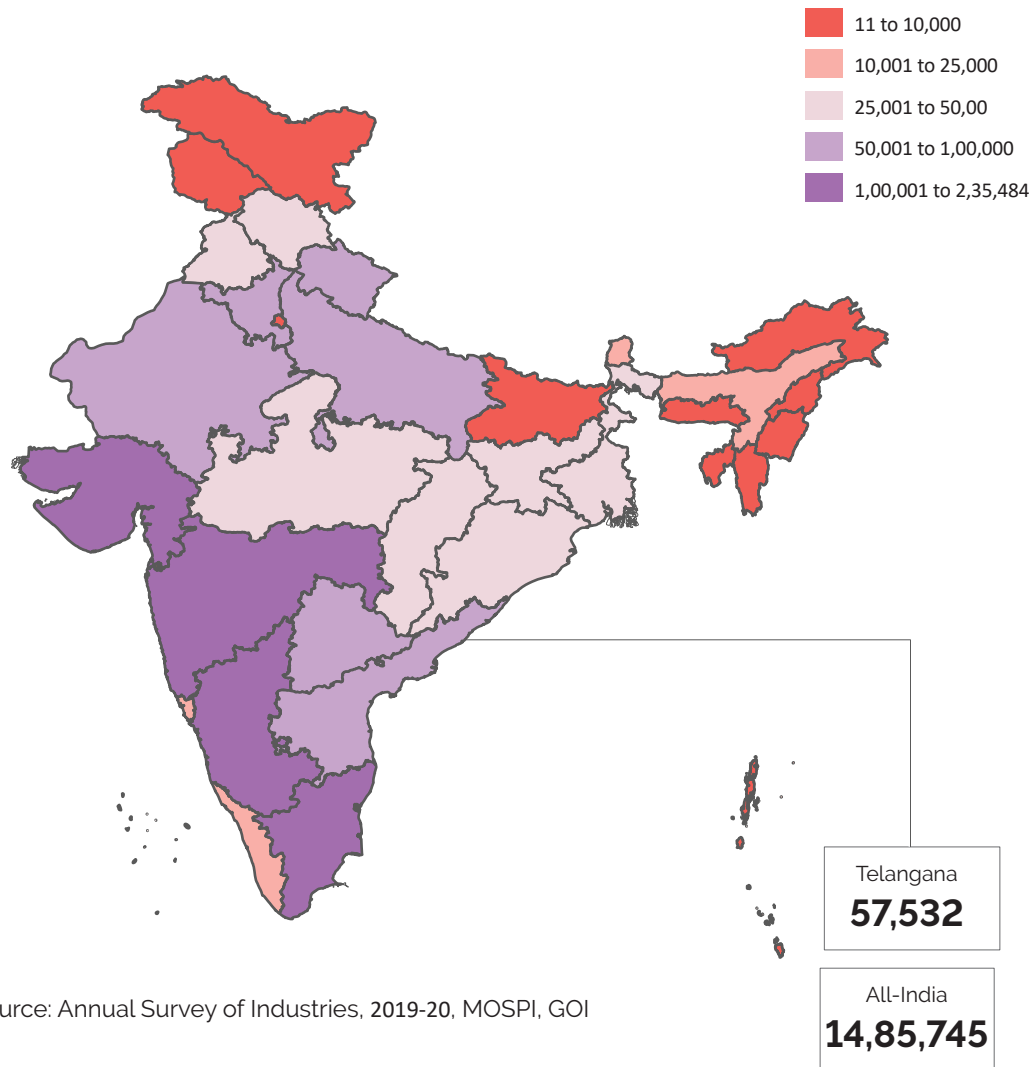 11 to 10,000
10,001 to 25,000
25,001 to 50,00
50,001 to 1,00,000
1,00,001 to 2,35,484
Telangana
57,532
All-India
14,85,745
urce: Annual Survey of Industries, 2019-20, MOSPI, GOI